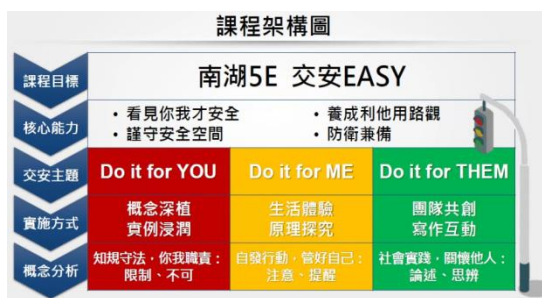 課程架構圖
課程目標
南湖5E 交安EASY
核心能力
• 看見你我才安全
• 養成利他用路觀
• 謹守安全空間
• 防衛兼備
交安主題
Do it for YOU
Do it for ME
Do it for THEM
實施方式
概念深植
實例浸潤
生活體驗
原理探究
團隊共創
寫作互動
概念分析
知規守法，你我職責：
限制、不可
自發行動，管好自己：
注意、提醒
社會實踐，關懷他人：
論述、思辨